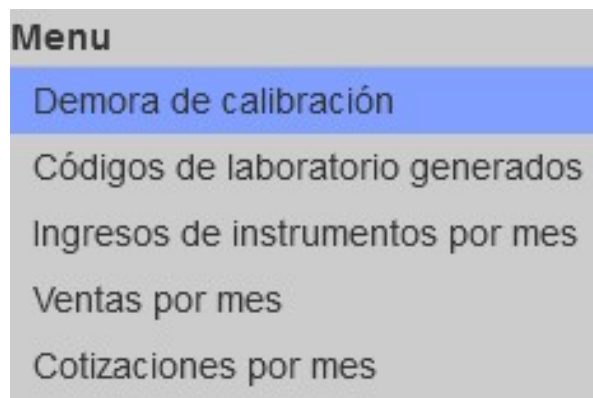 Menu
Demora de calibración
Códigos de laboratorio generados
Ingresos de instrumentos por mes
Ventas por mes
Cotizaciones por mes